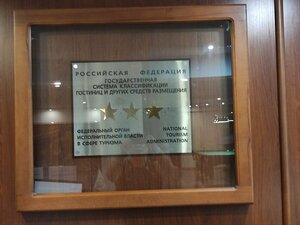 РОССИЙСКАЯ ФЕДЕРАЦИЯ
ГОСУДАРСТВЕННАЯ
СИСТЕМА КЛАССИФИКАЦИИ
ГОСТИНИЦ И ДРУГИХ СРЕДСТВ РАЗМЕЩЕНИЯ
ФЕДЕРАЛЬНЫЙ ОРГАН
ИСПОЛНИТЕЛЬНОЙ ВЛАСТИ
В СФЕРЕ ТУРИЗМА
NATIONAL
TOURISM
ADMINISTRATION